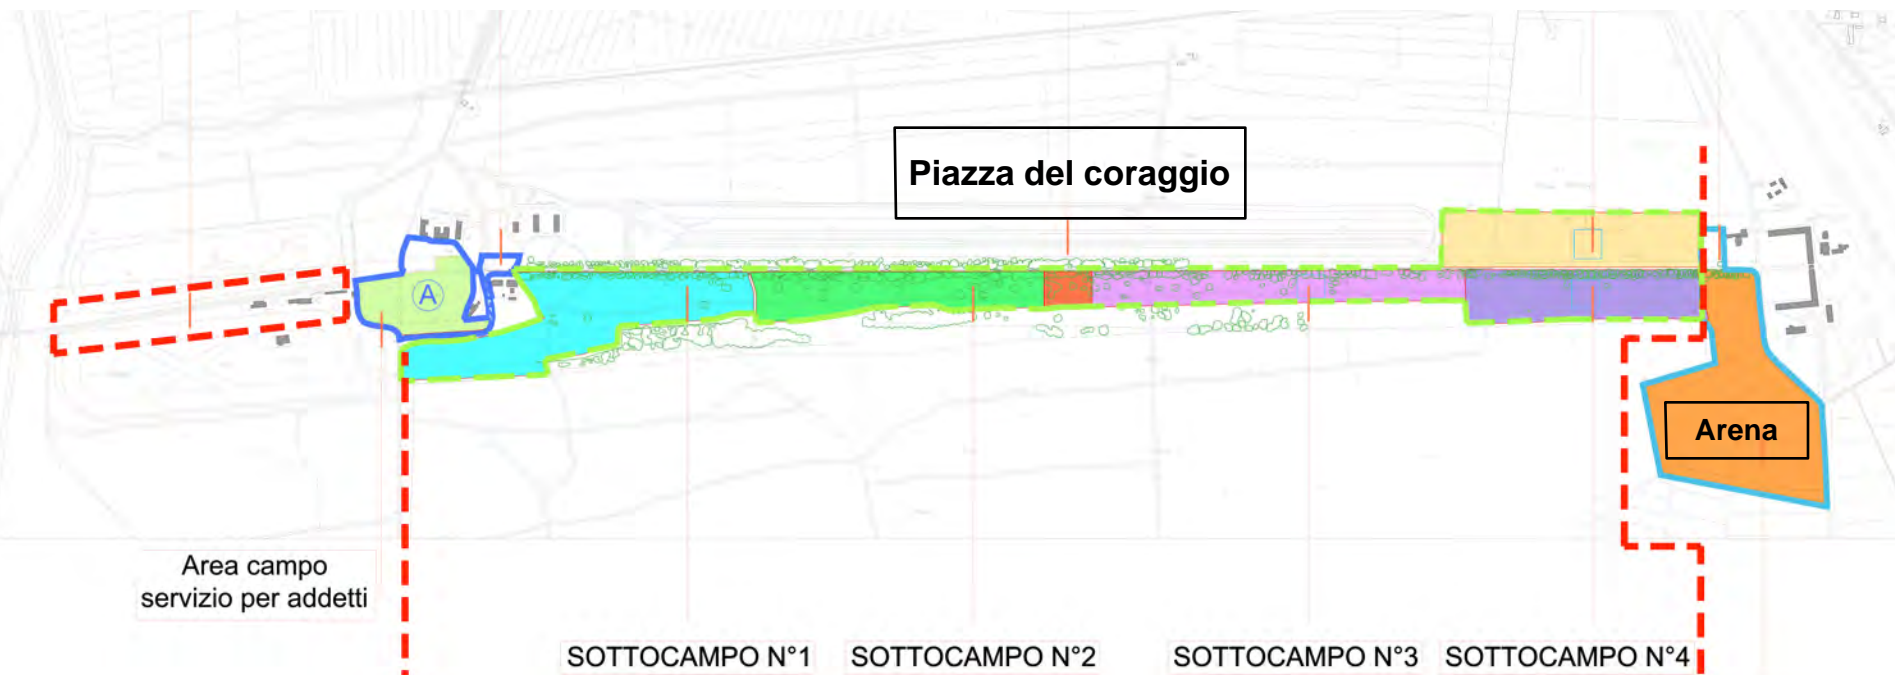 Piazza del coraggio
A
Arena
Area campo
servizio per addetti
SOTTOCAMPO N°1
SOTTOCAMPO N°2
SOTTOCAMPO N°3
SOTTOCAMPO N°4